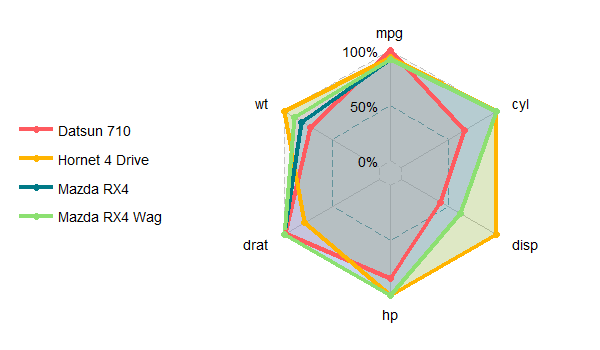 mpg
100%
wt
cyl
50%
Datsun 710
Hornet 4 Drive
0%
Mazda RX4
Mazda RX4 Wag
drat
disp
hp